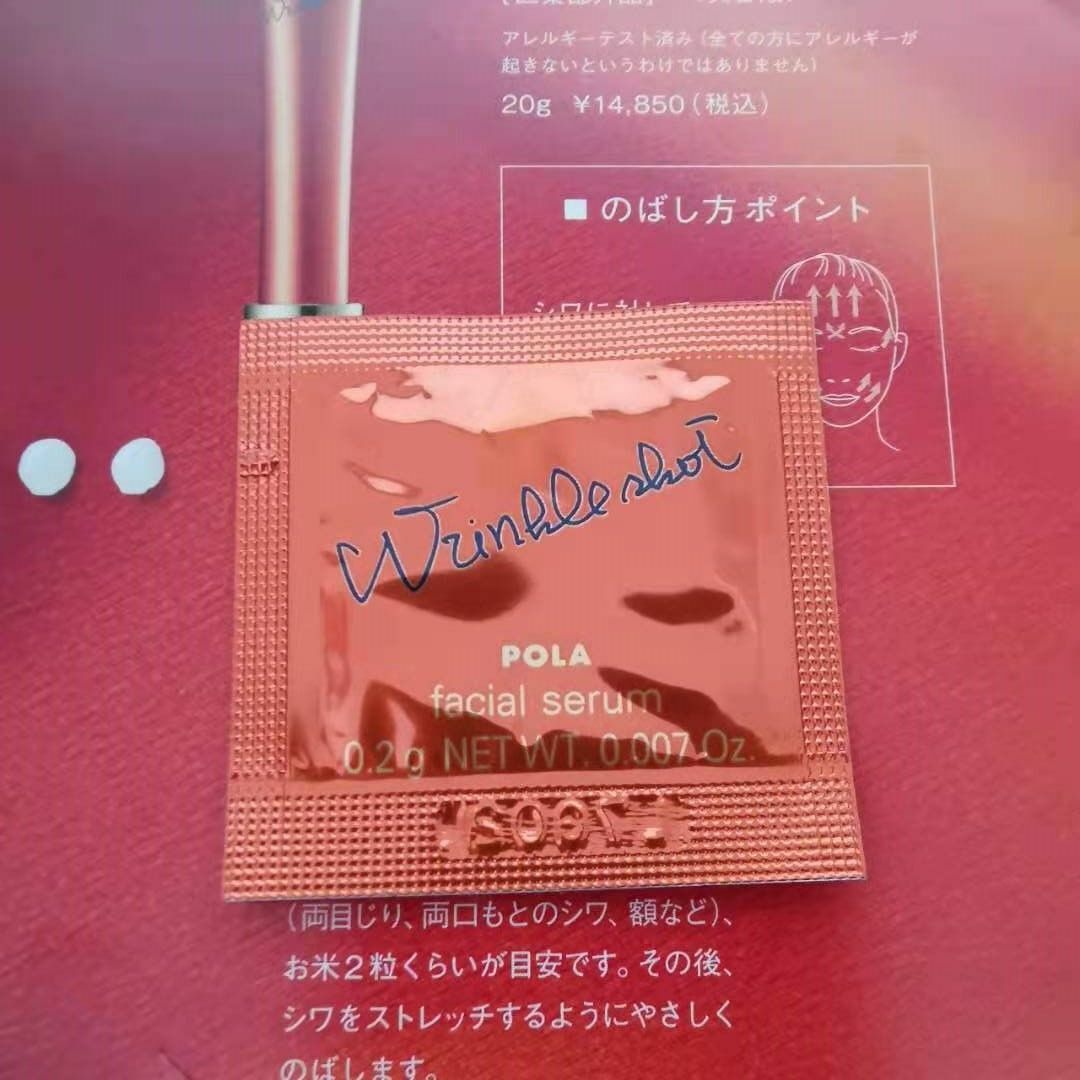 アレルギーテスト済み(全ての方にアレルギーが
起きないというわけではありません)
20g ¥14,850(税込)
■ のばし方ポイント
Wrinkle shot
POLA
facial serum
0.2g NET WT. 0.007 Oz.
(両目じり、両口もとのシワ、額など)、
お米2粒くらいが目安です。その後、
シワをストレッチするようにやさしく
のばします。